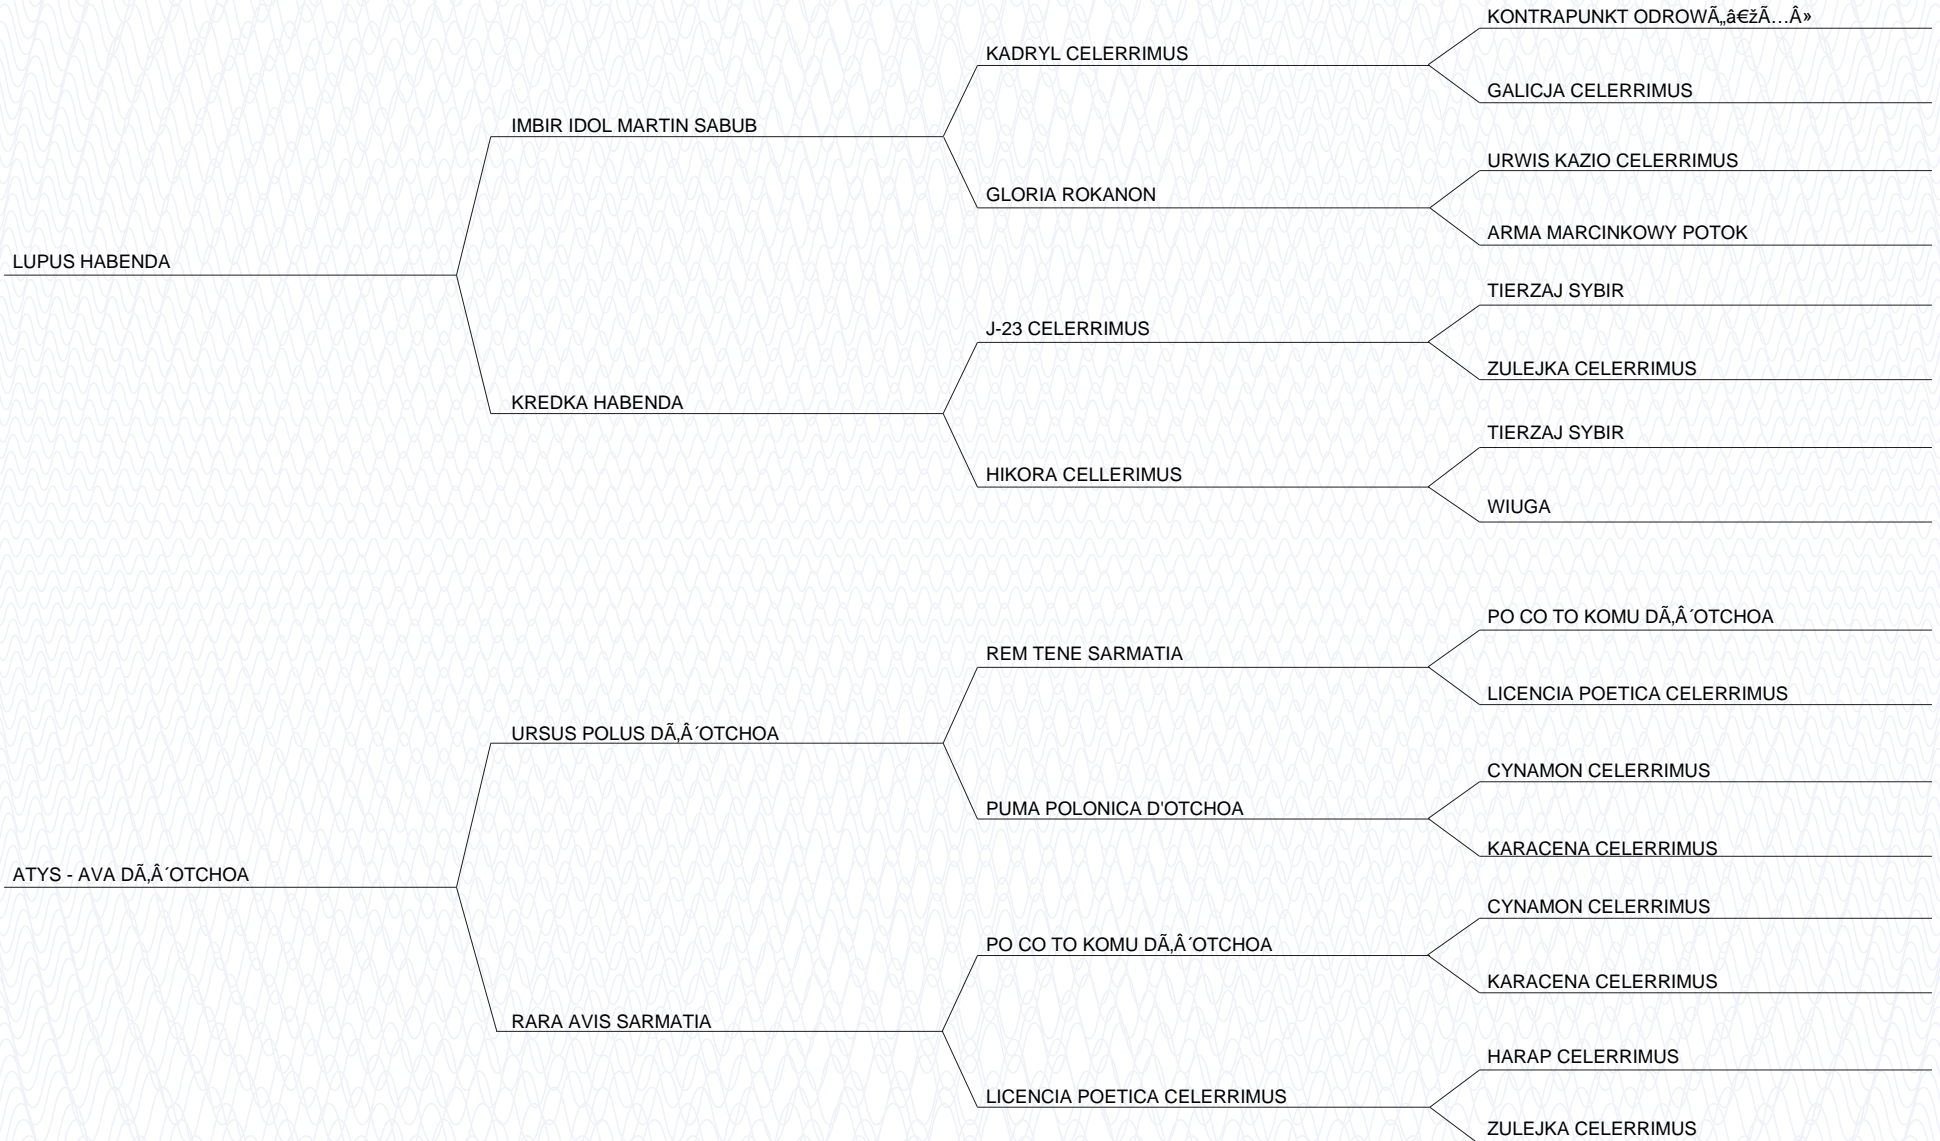 KONTRAPUNKT ODROWÃ„â€žÃ…Â»
KADRYL CELERRIMUS
GALICJA CELERRIMUS
IMBIR IDOL MARTIN SABUB
URWIS KAZIO CELERRIMUS
GLORIA ROKANON
ARMA MARCINKOWY POTOK
LUPUS HABENDA
TIERZAJ SYBIR
J-23 CELERRIMUS
ZULEJKA CELERRIMUS
KREDKA HABENDA
TIERZAJ SYBIR
HIKORA CELLERIMUS
WIUGA
PO CO TO KOMU DÃ‚Â´OTCHOA
REM TENE SARMATIA
LICENCIA POETICA CELERRIMUS
URSUS POLUS DÃ‚Â´OTCHOA
CYNAMON CELERRIMUS
PUMA POLONICA D'OTCHOA
KARACENA CELERRIMUS
ATYS - AVA DÃ‚Â´OTCHOA
CYNAMON CELERRIMUS
PO CO TO KOMU DÃ‚Â´OTCHOA
KARACENA CELERRIMUS
RARA AVIS SARMATIA
HARAP CELERRIMUS
LICENCIA POETICA CELERRIMUS
ZULEJKA CELERRIMUS